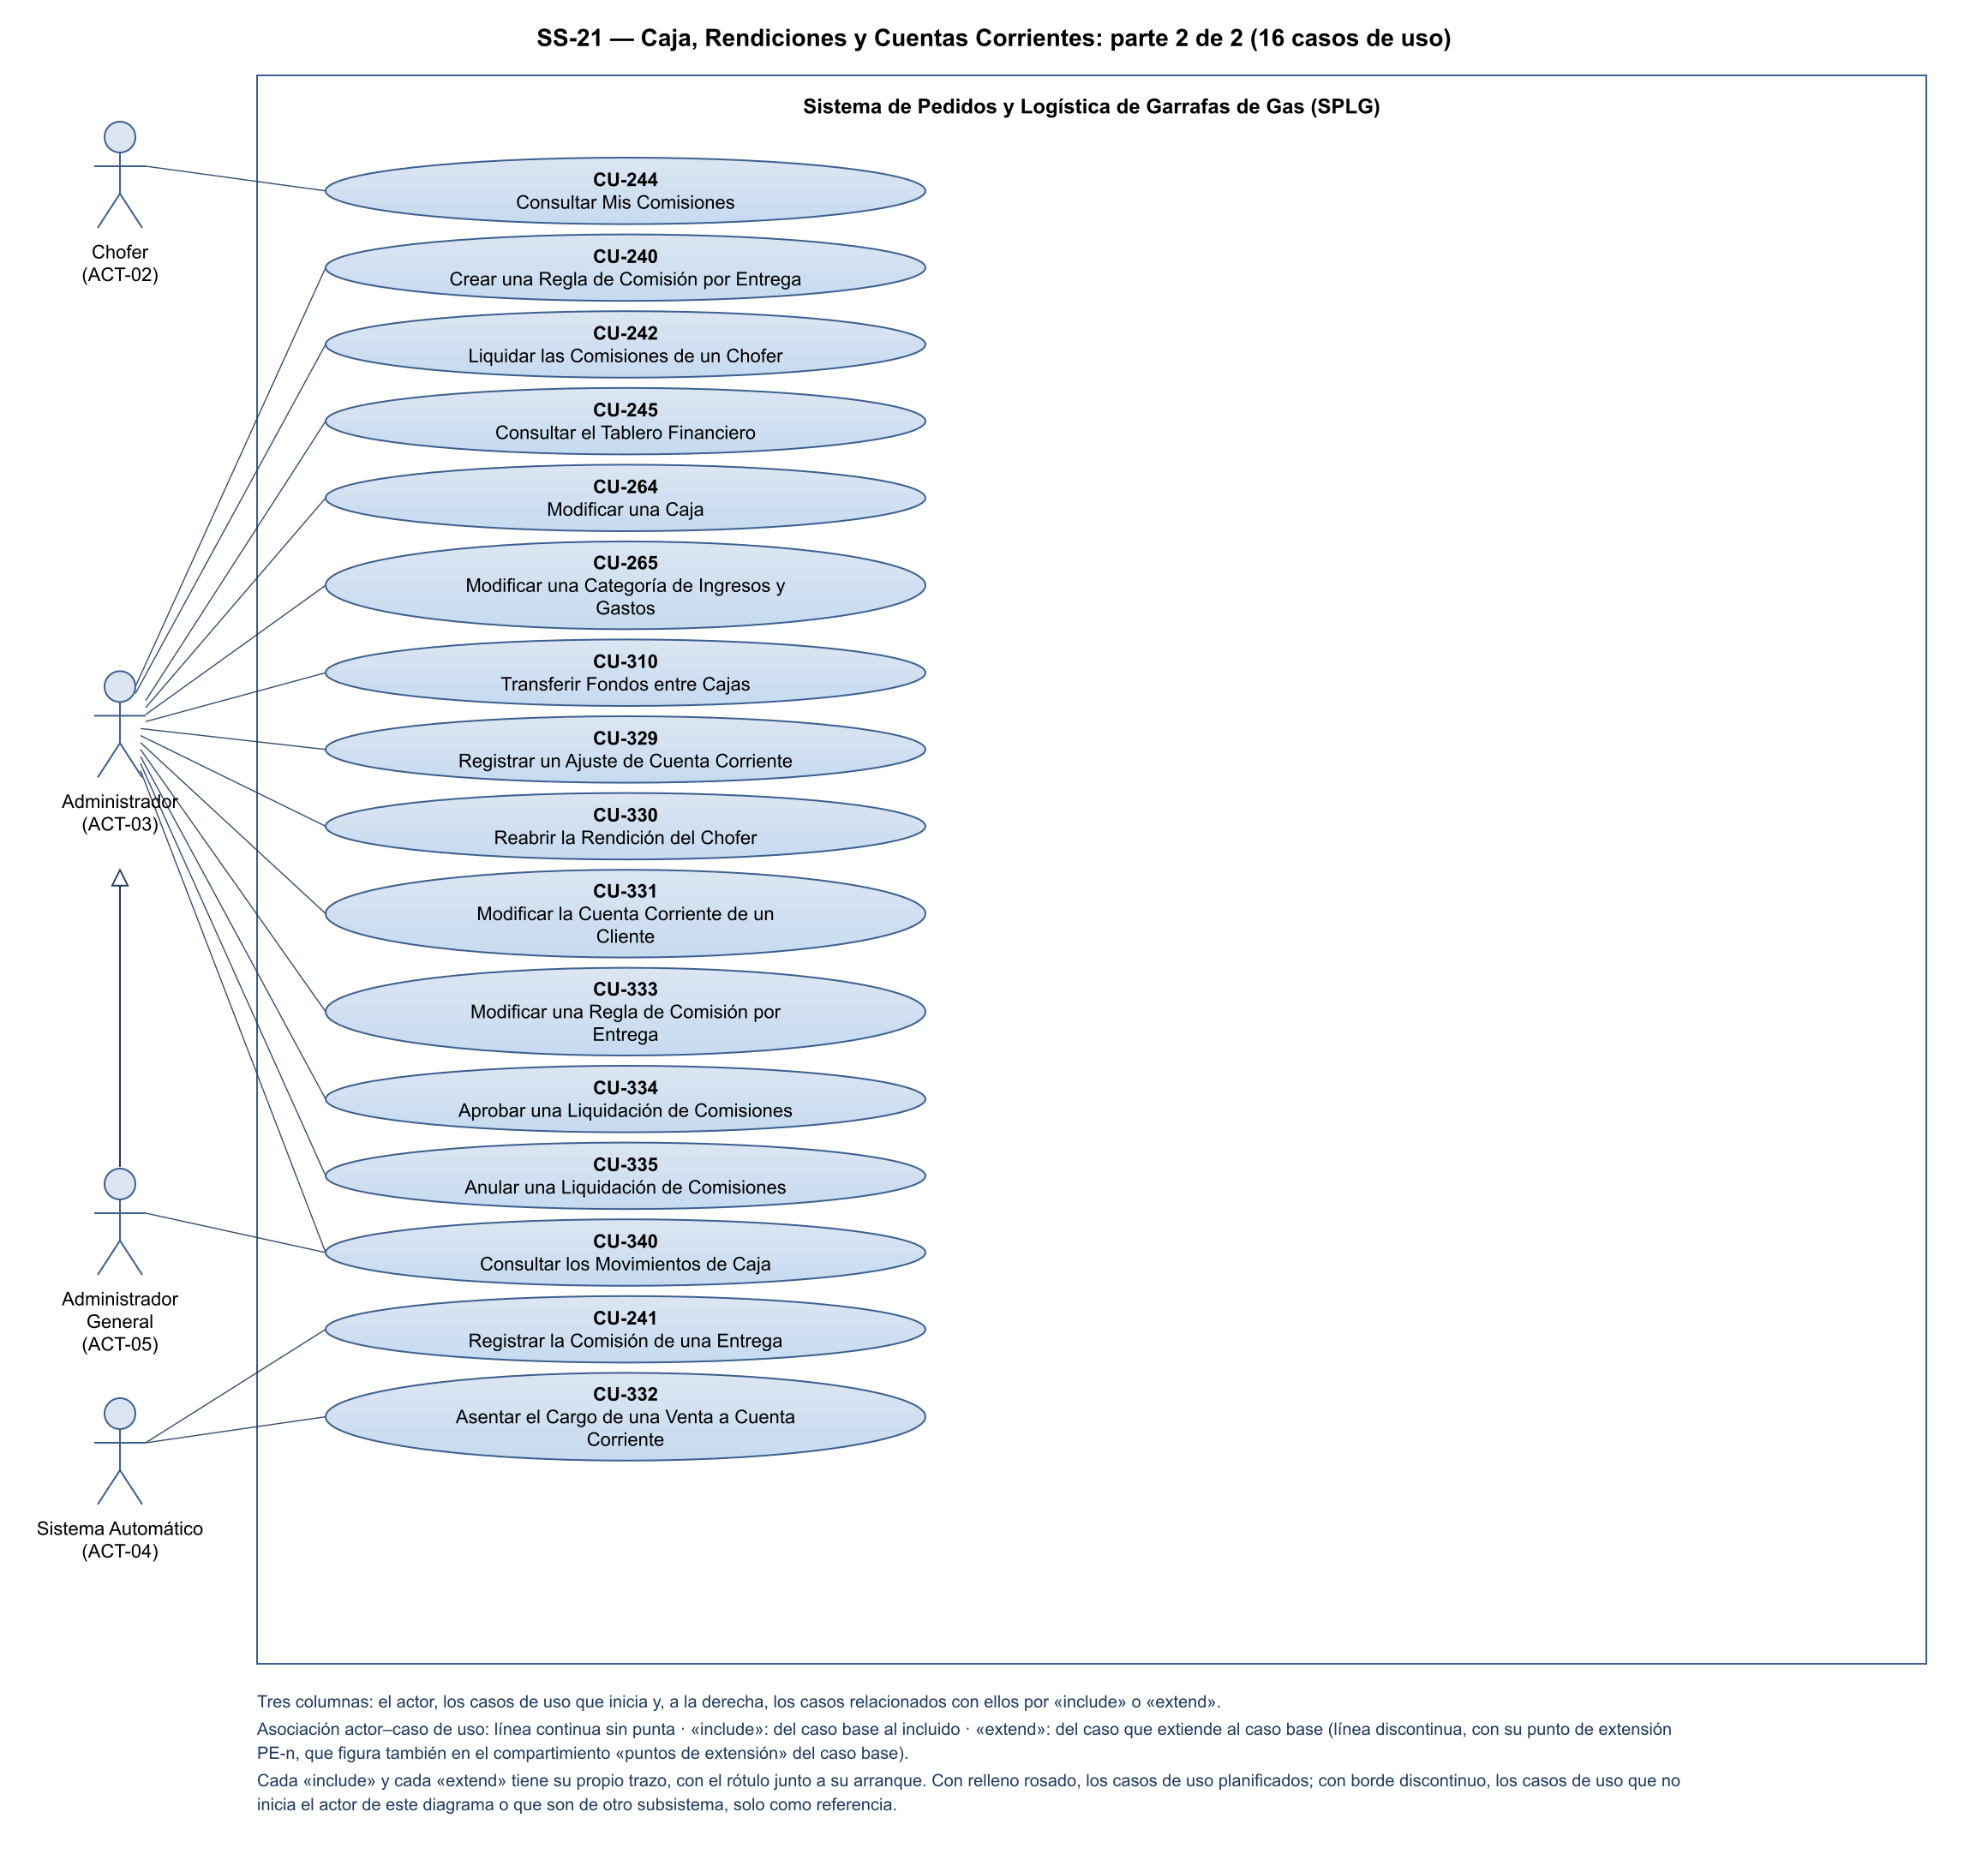 SS-21 — Caja, Rendiciones y Cuentas Corrientes: parte 2 de 2 (16 casos de uso)
Sistema de Pedidos y Logística de Garrafas de Gas (SPLG)
Chofer
(ACT-02)
CU-244
Consultar Mis Comisiones
CU-240
Crear una Regla de Comisión por Entrega
CU-242
Liquidar las Comisiones de un Chofer
CU-245
Consultar el Tablero Financiero
CU-264
Modificar una Caja
CU-265
Modificar una Categoría de Ingresos y
Gastos
CU-310
Transferir Fondos entre Cajas
CU-329
Registrar un Ajuste de Cuenta Corriente
Administrador
(ACT-03)
CU-330
Reabrir la Rendición del Chofer
CU-331
Modificar la Cuenta Corriente de un
Cliente
CU-333
Modificar una Regla de Comisión por
Entrega
CU-334
Aprobar una Liquidación de Comisiones
CU-335
Anular una Liquidación de Comisiones
CU-340
Consultar los Movimientos de Caja
Administrador
General
(ACT-05)
CU-241
Registrar la Comisión de una Entrega
CU-332
Asentar el Cargo de una Venta a Cuenta
Corriente
Sistema Automático
(ACT-04)
Tres columnas: el actor, los casos de uso que inicia y, a la derecha, los casos relacionados con ellos por «include» o «extend».
Asociación actor–caso de uso: línea continua sin punta · «include»: del caso base al incluido · «extend»: del caso que extiende al caso base (línea discontinua, con su punto de extensión
PE-n, que figura también en el compartimiento «puntos de extensión» del caso base).
Cada «include» y cada «extend» tiene su propio trazo, con el rótulo junto a su arranque. Con relleno rosado, los casos de uso planificados; con borde discontinuo, los casos de uso que no
inicia el actor de este diagrama o que son de otro subsistema, solo como referencia.